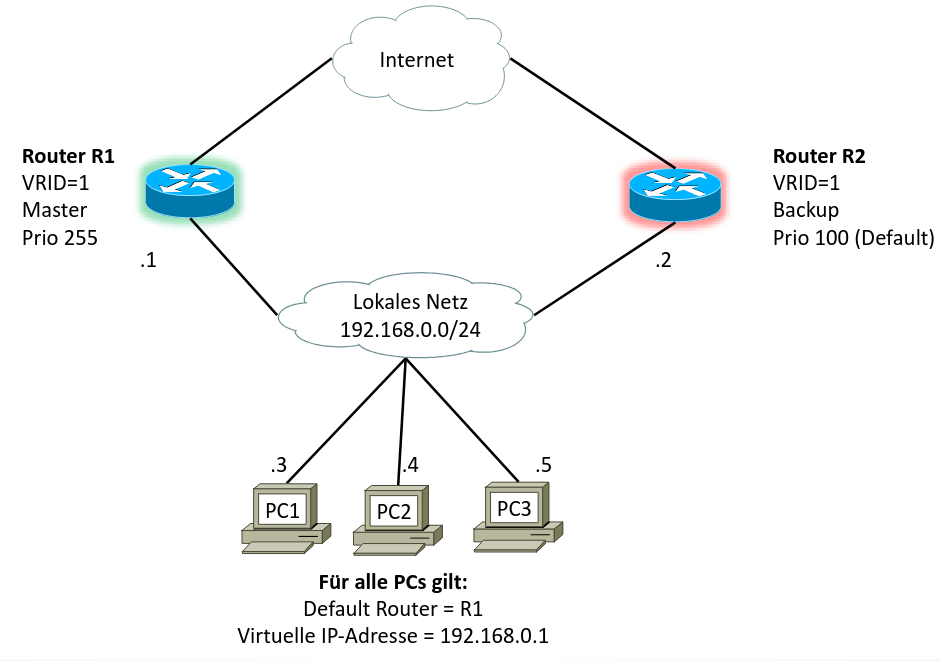 Internet
Router R1
VRID=1
Master
Prio 255
.1
Router R2
VRID=1
Backup
Prio 100 (Default)
.2
Lokales Netz
192.168.0.0/24
.3
.4
.5
PC1
PC2
PC3
Für alle PCs gilt:
Default Router = R1
Virtuelle IP-Adresse = 192.168.0.1